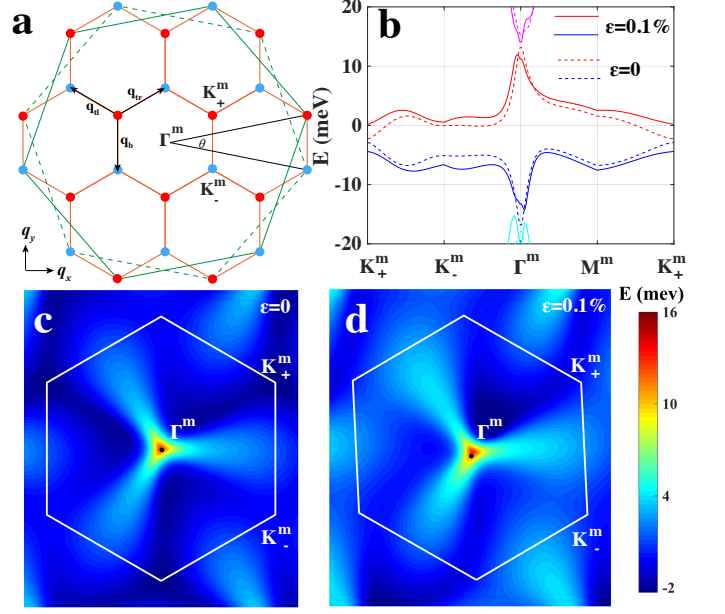 a
K₊ᵐ
q_tl
q_tr
Γᵐ
θ
q_b
K₋ᵐ
q_y
q_x
b
20
10
0
-10
-20
E (meV)
ε=0.1%
ε=0
K₊ᵐ
K₋ᵐ
Γᵐ
Mᵐ
K₊ᵐ
c
ε=0
K₊ᵐ
Γᵐ
K₋ᵐ
d
ε=0.1%
K₊ᵐ
Γᵐ
K₋ᵐ
E (mev)
16
10
4
-2